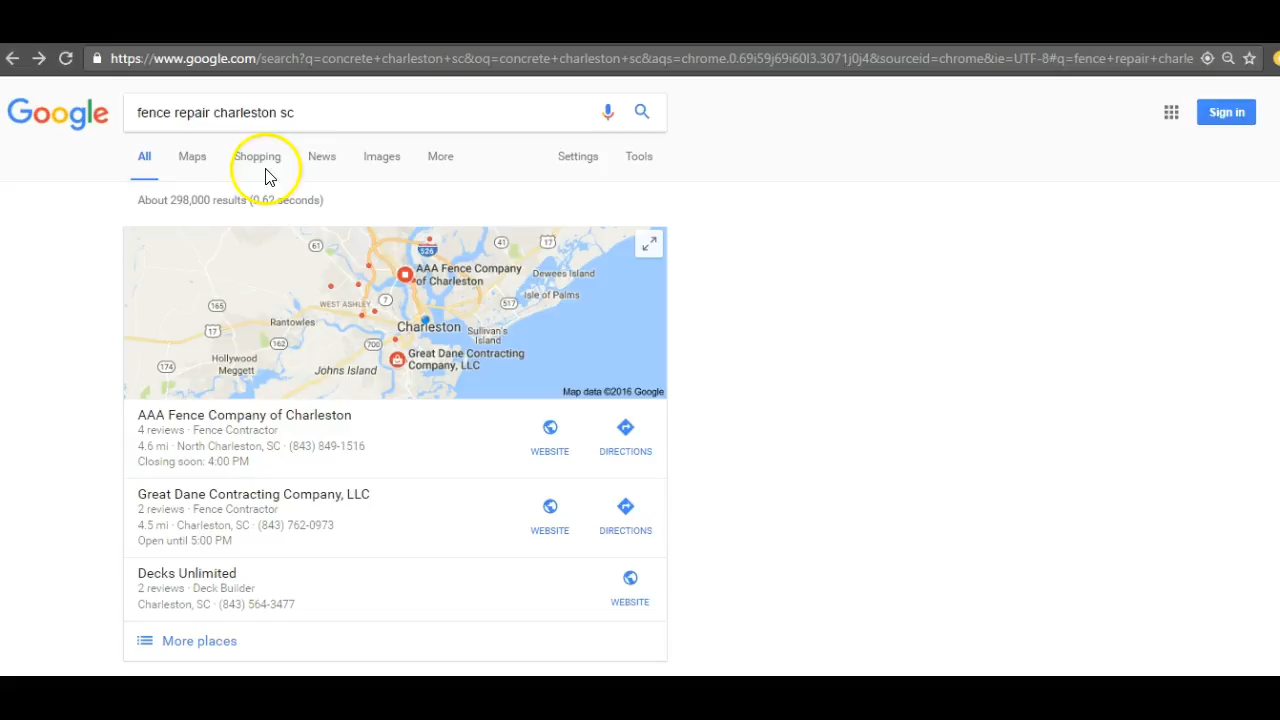 https://www.google.com/search?q=concrete+charleston+sc&oq=concrete+charleston+sc&aqs=chrome.0.69i59j69i60l3.3071j0j4&sourceid=chrome&ie=UTF-8#q=fence+repair+charle
Google
fence repair charleston sc
Sign in
All Maps Shopping News Images More Settings Tools
About 298,000 results (0.62 seconds)
61
526
41
17
AAA Fence Company
of Charleston
Dewees Island
WEST ASHLEY
7
Isle of Palms
165
517
17
Rantowles
Charleston
Sullivan's
Island
162
700
Hollywood
Meggett
Great Dane Contracting
Company, LLC
174
Johns Island
Map data ©2016 Google
AAA Fence Company of Charleston
4 reviews · Fence Contractor
4.6 mi · North Charleston, SC · (843) 849-1516
Closing soon: 4:00 PM
WEBSITE DIRECTIONS
Great Dane Contracting Company, LLC
2 reviews · Fence Contractor
4.5 mi · Charleston, SC · (843) 762-0973
Open until 5:00 PM
WEBSITE DIRECTIONS
Decks Unlimited
2 reviews · Deck Builder
Charleston, SC · (843) 564-3477
WEBSITE
More places